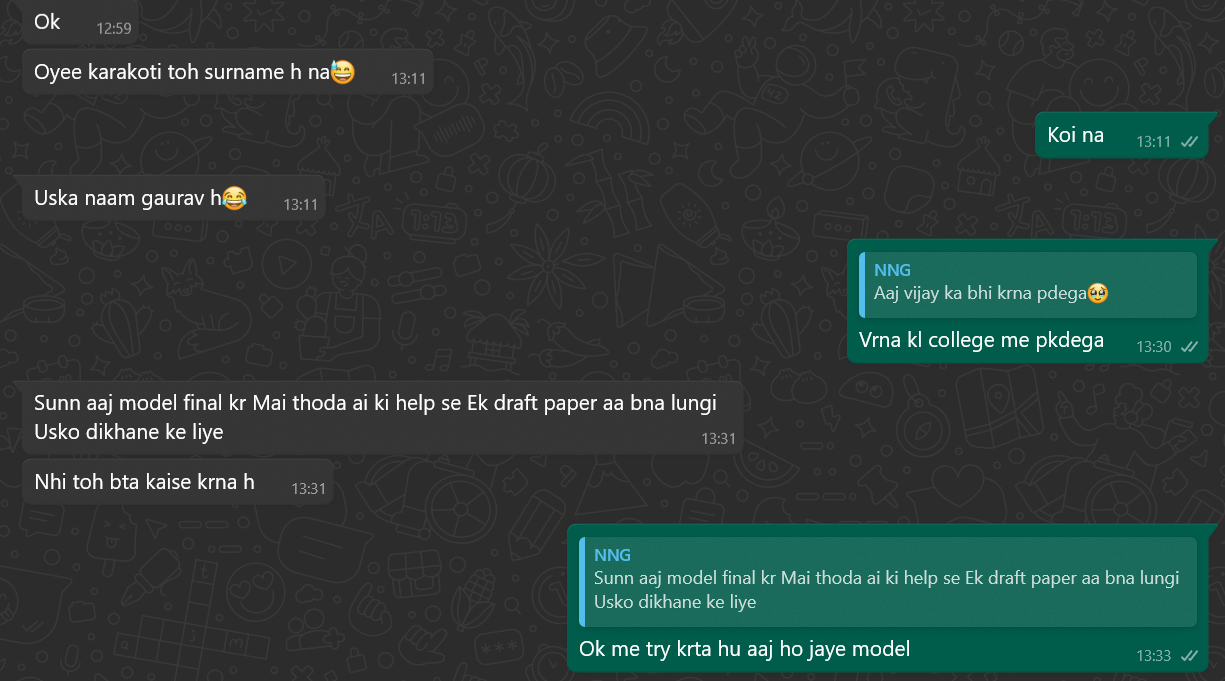 Ok 12:59
Oyee karakoti toh surname h na😅 13:11
Koi na 13:11
Uska naam gaurav h😂 13:11
NNG
Aaj vijay ka bhi krna pdega🥹
Vrna kl college me pkdega 13:30
Sunn aaj model final kr Mai thoda ai ki help se Ek draft paper aa bna lungi
Usko dikhane ke liye 13:31
Nhi toh bta kaise krna h 13:31
NNG
Sunn aaj model final kr Mai thoda ai ki help se Ek draft paper aa bna lungi
Usko dikhane ke liye
Ok me try krta hu aaj ho jaye model 13:33